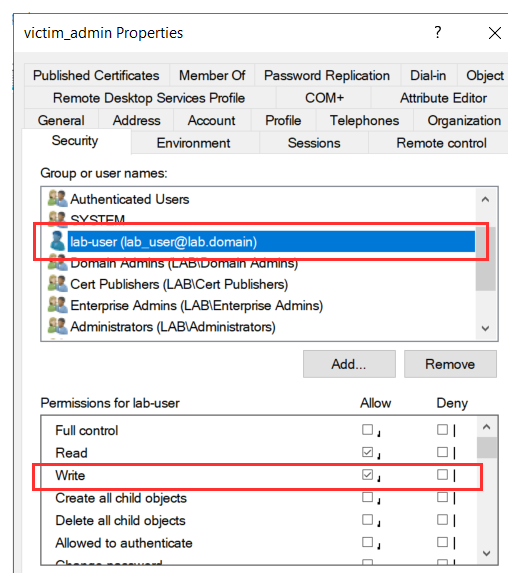 victim_admin Properties ?
Published Certificates Member Of Password Replication Dial-in Object
Remote Desktop Services Profile COM+ Attribute Editor
General Address Account Profile Telephones Organization
Security Environment Sessions Remote control
Group or user names:
Authenticated Users
SYSTEM
lab-user (lab_user@lab.domain)
Domain Admins (LAB\Domain Admins)
Cert Publishers (LAB\Cert Publishers)
Enterprise Admins (LAB\Enterprise Admins)
Administrators (LAB\Administrators)
Add... Remove
Permissions for lab-user Allow Deny
Full control
Read
Write
Create all child objects
Delete all child objects
Allowed to authenticate
Change password